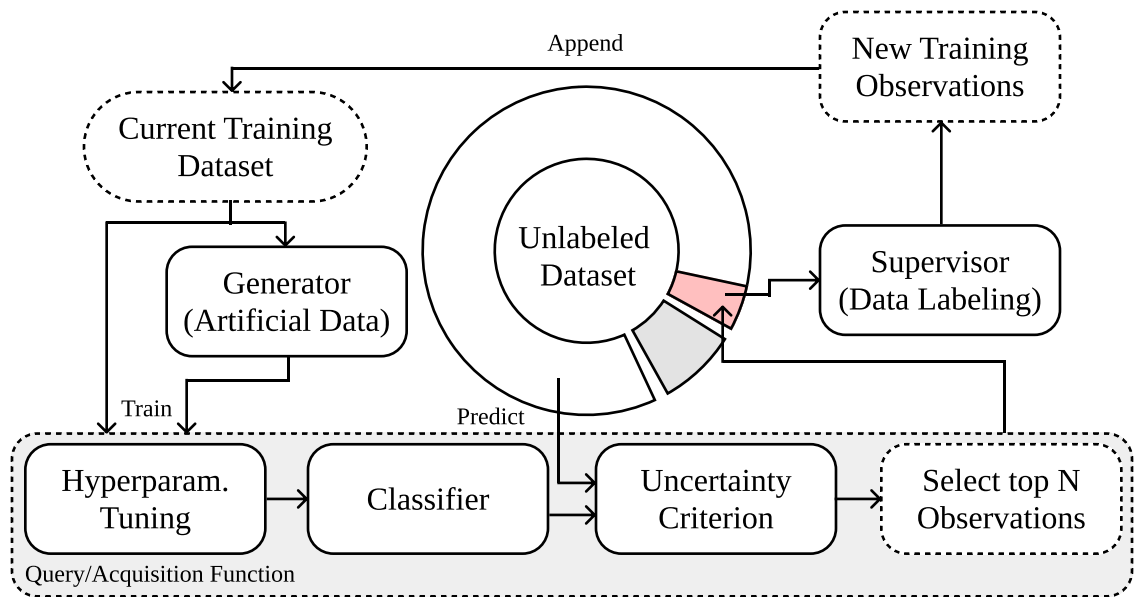 Append
New Training
Observations
Current Training
Dataset
Unlabeled
Dataset
Generator
(Artificial Data)
Supervisor
(Data Labeling)
Train
Predict
Hyperparam.
Tuning
Classifier
Uncertainty
Criterion
Select top N
Observations
Query/Acquisition Function